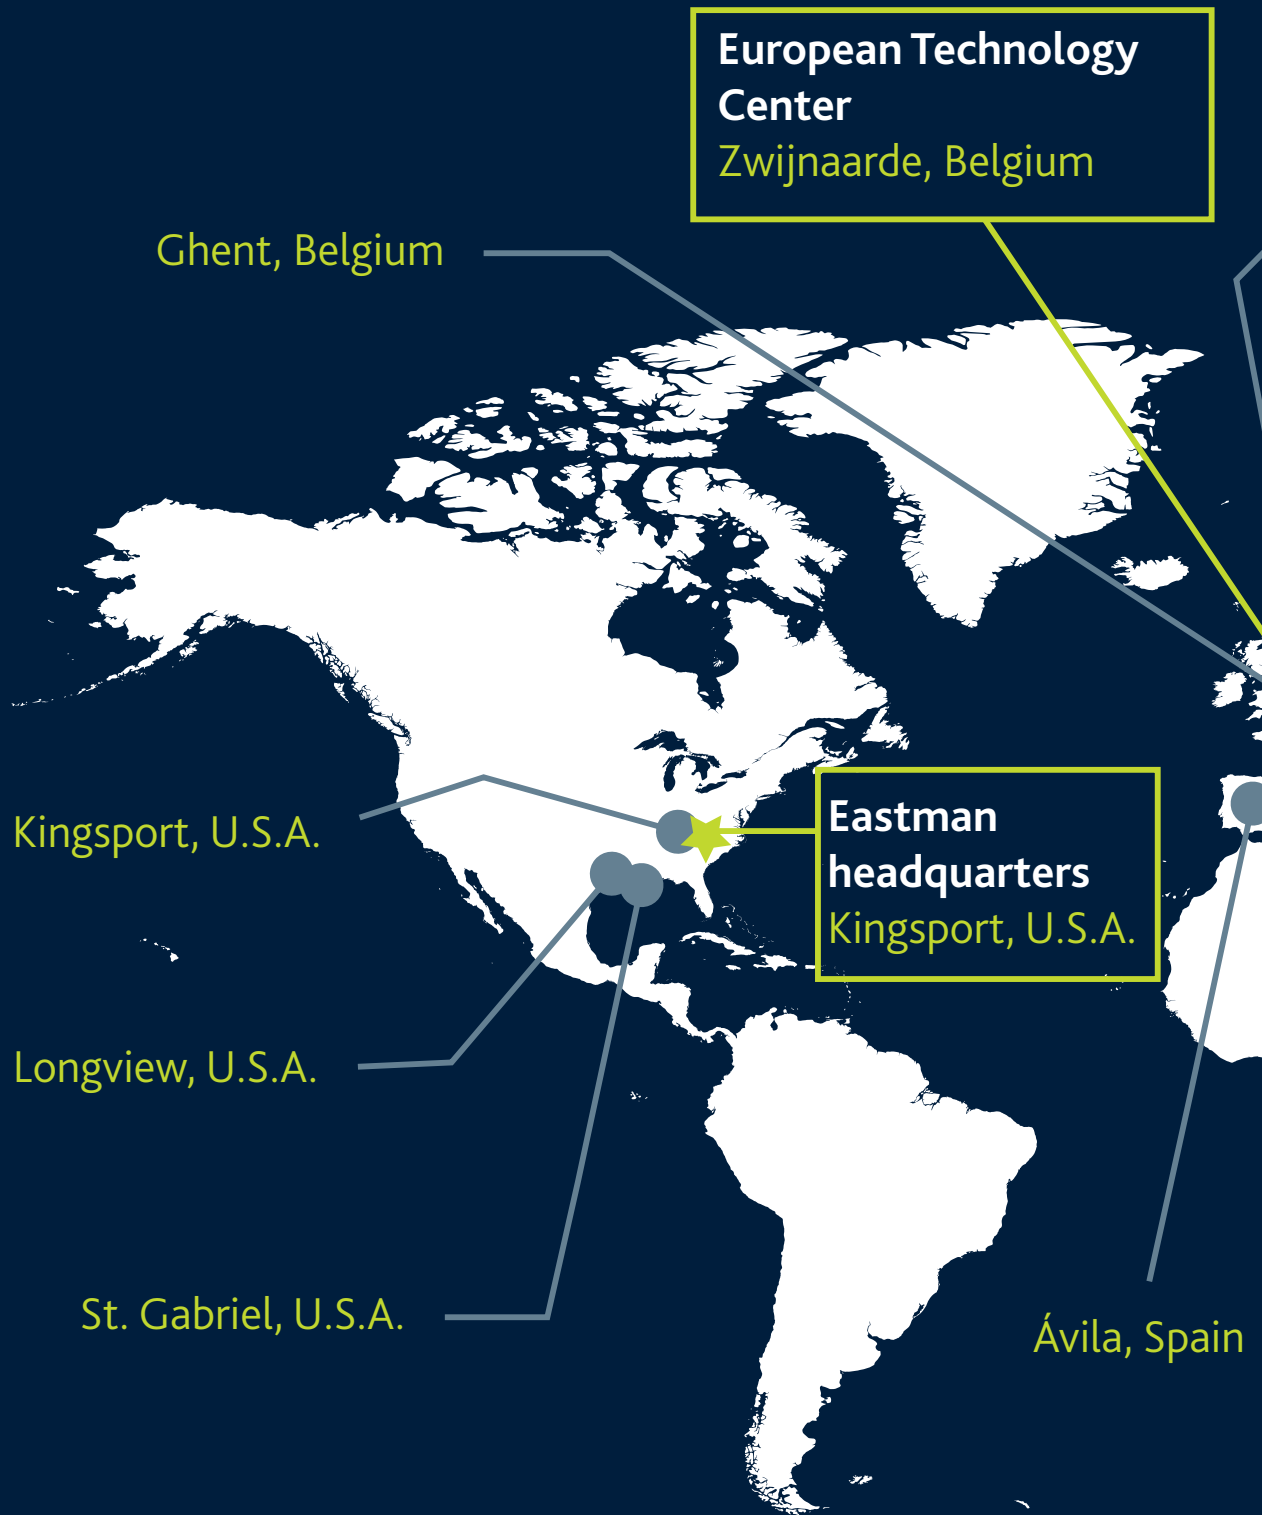 European Technology
Center
Zwijnaarde, Belgium
Ghent, Belgium
Kingsport, U.S.A.
Eastman
headquarters
Kingsport, U.S.A.
Longview, U.S.A.
St. Gabriel, U.S.A.
Ávila, Spain